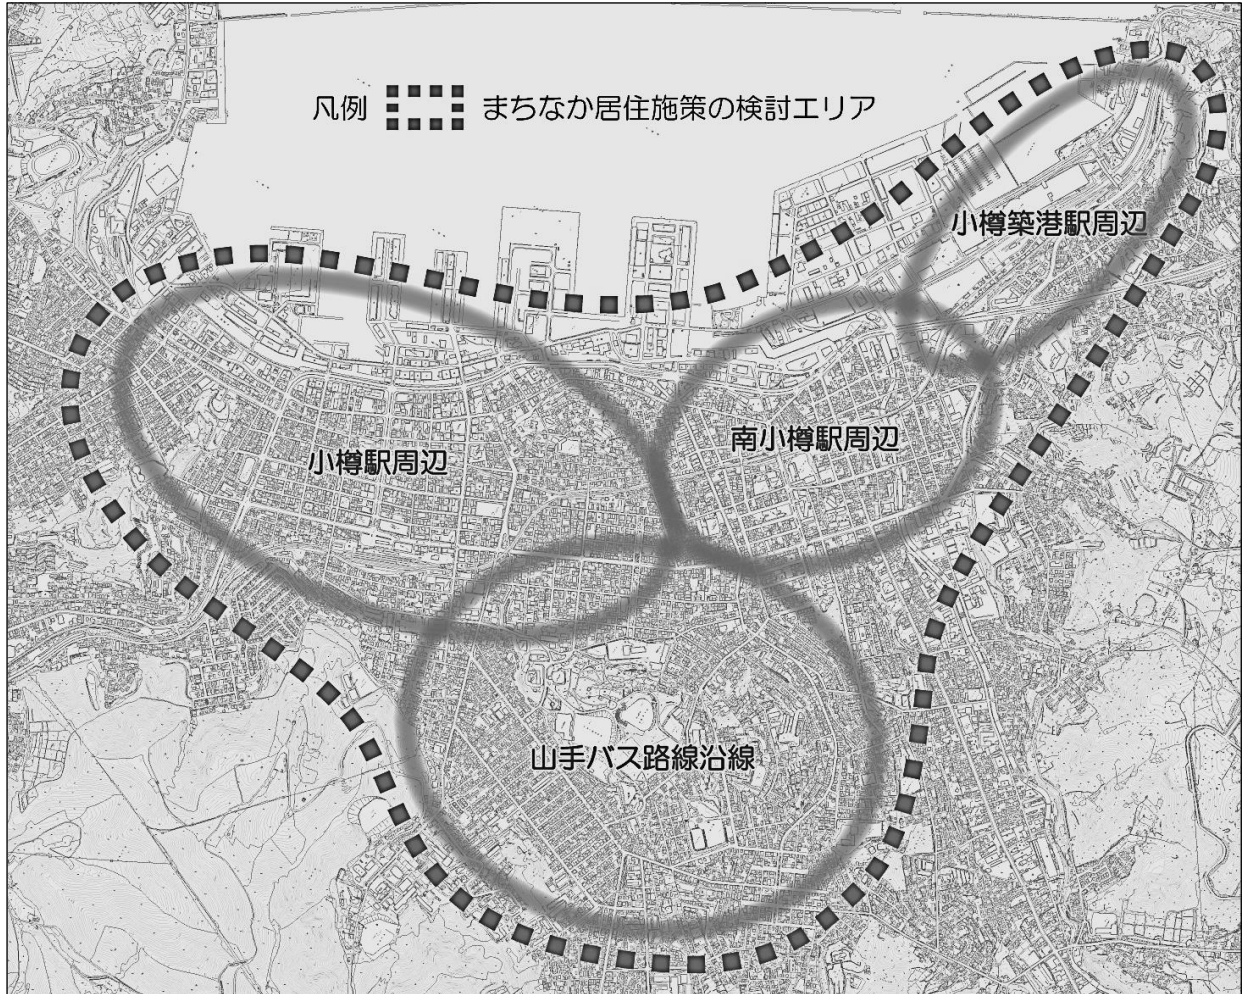 凡例 まちなか居住施策の検討エリア
小樽築港駅周辺
南小樽駅周辺
小樽駅周辺
山手バス路線沿線